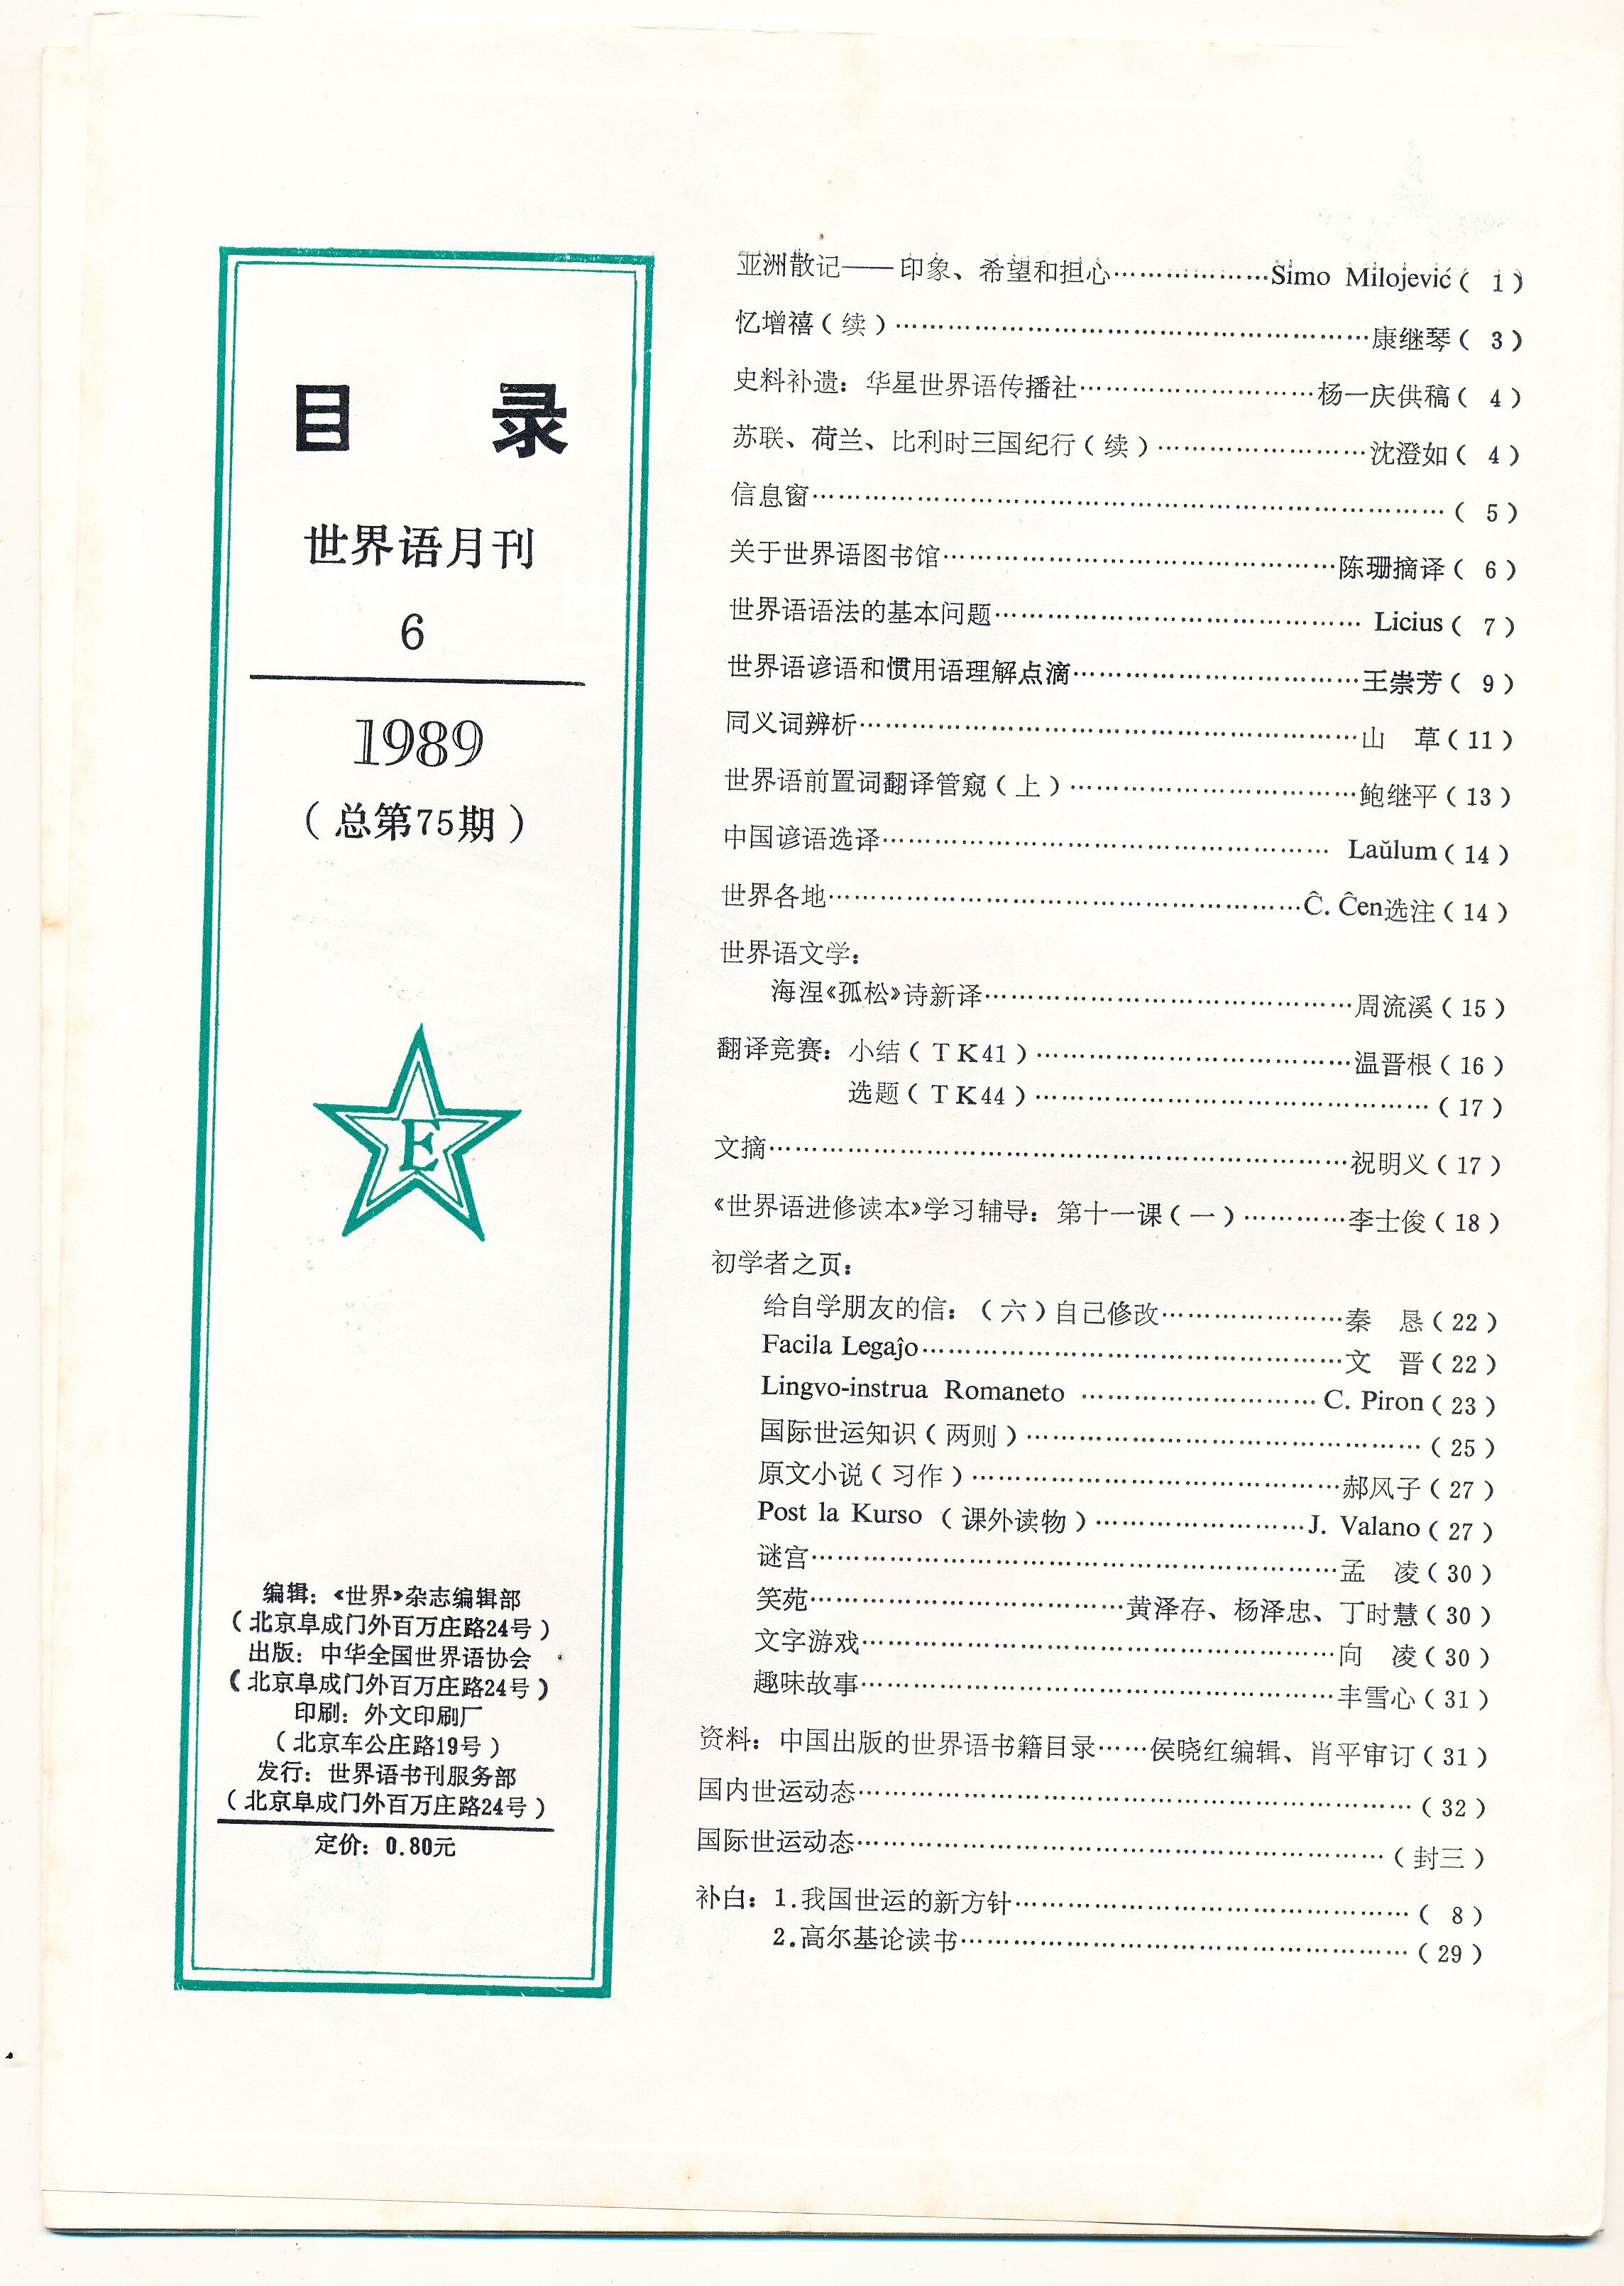 目 录
世界语月刊
6
1989
（总第75期）
E
编辑：《世界》杂志编辑部
（北京阜成门外百万庄路24号）
出版：中华全国世界语协会
（北京阜成门外百万庄路24号）
印刷：外文印刷厂
（北京车公庄路19号）
发行：世界语书刊服务部
（北京阜成门外百万庄路24号）
定价：0.80元
亚洲散记——印象、希望和担心………………Simo Milojević（ 1 ）
忆增禧（续）………………………………………………康继琴（ 3 ）
史料补遗：华星世界语传播社………………………杨一庆供稿（ 4 ）
苏联、荷兰、比利时三国纪行（续）……………………沈澄如（ 4 ）
信息窗………………………………………………………………（ 5 ）
关于世界语图书馆………………………………………陈珊摘译（ 6 ）
世界语语法的基本问题…………………………………… Licius（ 7 ）
世界语谚语和惯用语理解点滴……………………………王崇芳（ 9 ）
同义词辨析…………………………………………………山 草（11）
世界语前置词翻译管窥（上）……………………………鲍继平（13）
中国谚语选译…………………………………………… Laŭlum（14）
世界各地………………………………………………Ĉ. Ĉen选注（14）
世界语文学：
海涅《孤松》诗新译……………………………………周流溪（15）
翻译竞赛：小结（TK41）………………………………温晋根（16）
选题（TK44）………………………………………（17）
文摘…………………………………………………………祝明义（17）
《世界语进修读本》学习辅导：第十一课（一）…………李士俊（18）
初学者之页：
给自学朋友的信：（六）自己修改…………………秦 恳（22）
Facila Legaĵo…………………………………………文 晋（22）
Lingvo-instrua Romaneto ……………………… C. Piron（23）
国际世运知识（两则）………………………………………（25）
原文小说（习作）……………………………………郝风子（27）
Post la Kurso （课外读物）……………………J. Valano（27）
谜宫……………………………………………………孟 凌（30）
笑苑………………………………黄泽存、杨泽忠、丁时慧（30）
文字游戏………………………………………………向 凌（30）
趣味故事………………………………………………丰雪心（31）
资料：中国出版的世界语书籍目录……侯晓红编辑、肖平审订（31）
国内世运动态………………………………………………………（32）
国际世运动态……………………………………………………（封三）
补白：1.我国世运的新方针………………………………………（ 8 ）
2.高尔基论读书……………………………………………（29）